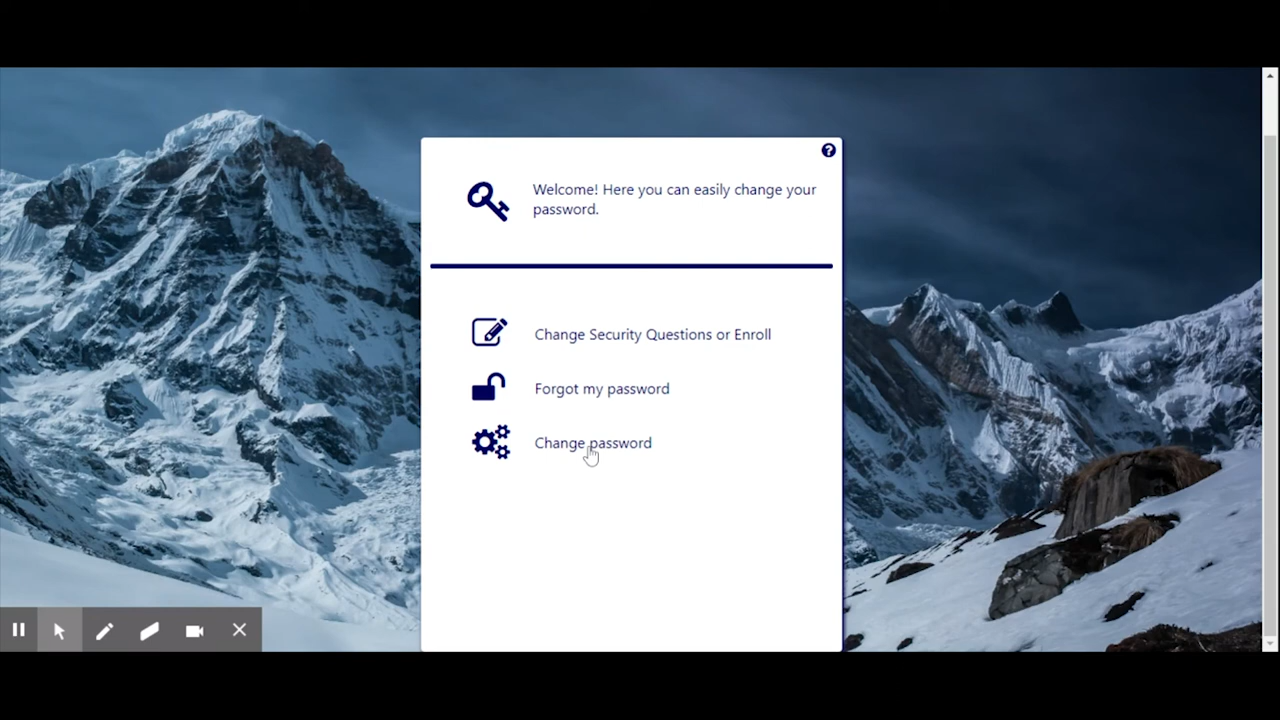 Welcome! Here you can easily change your
password.
Change Security Questions or Enroll
Forgot my password
Change password